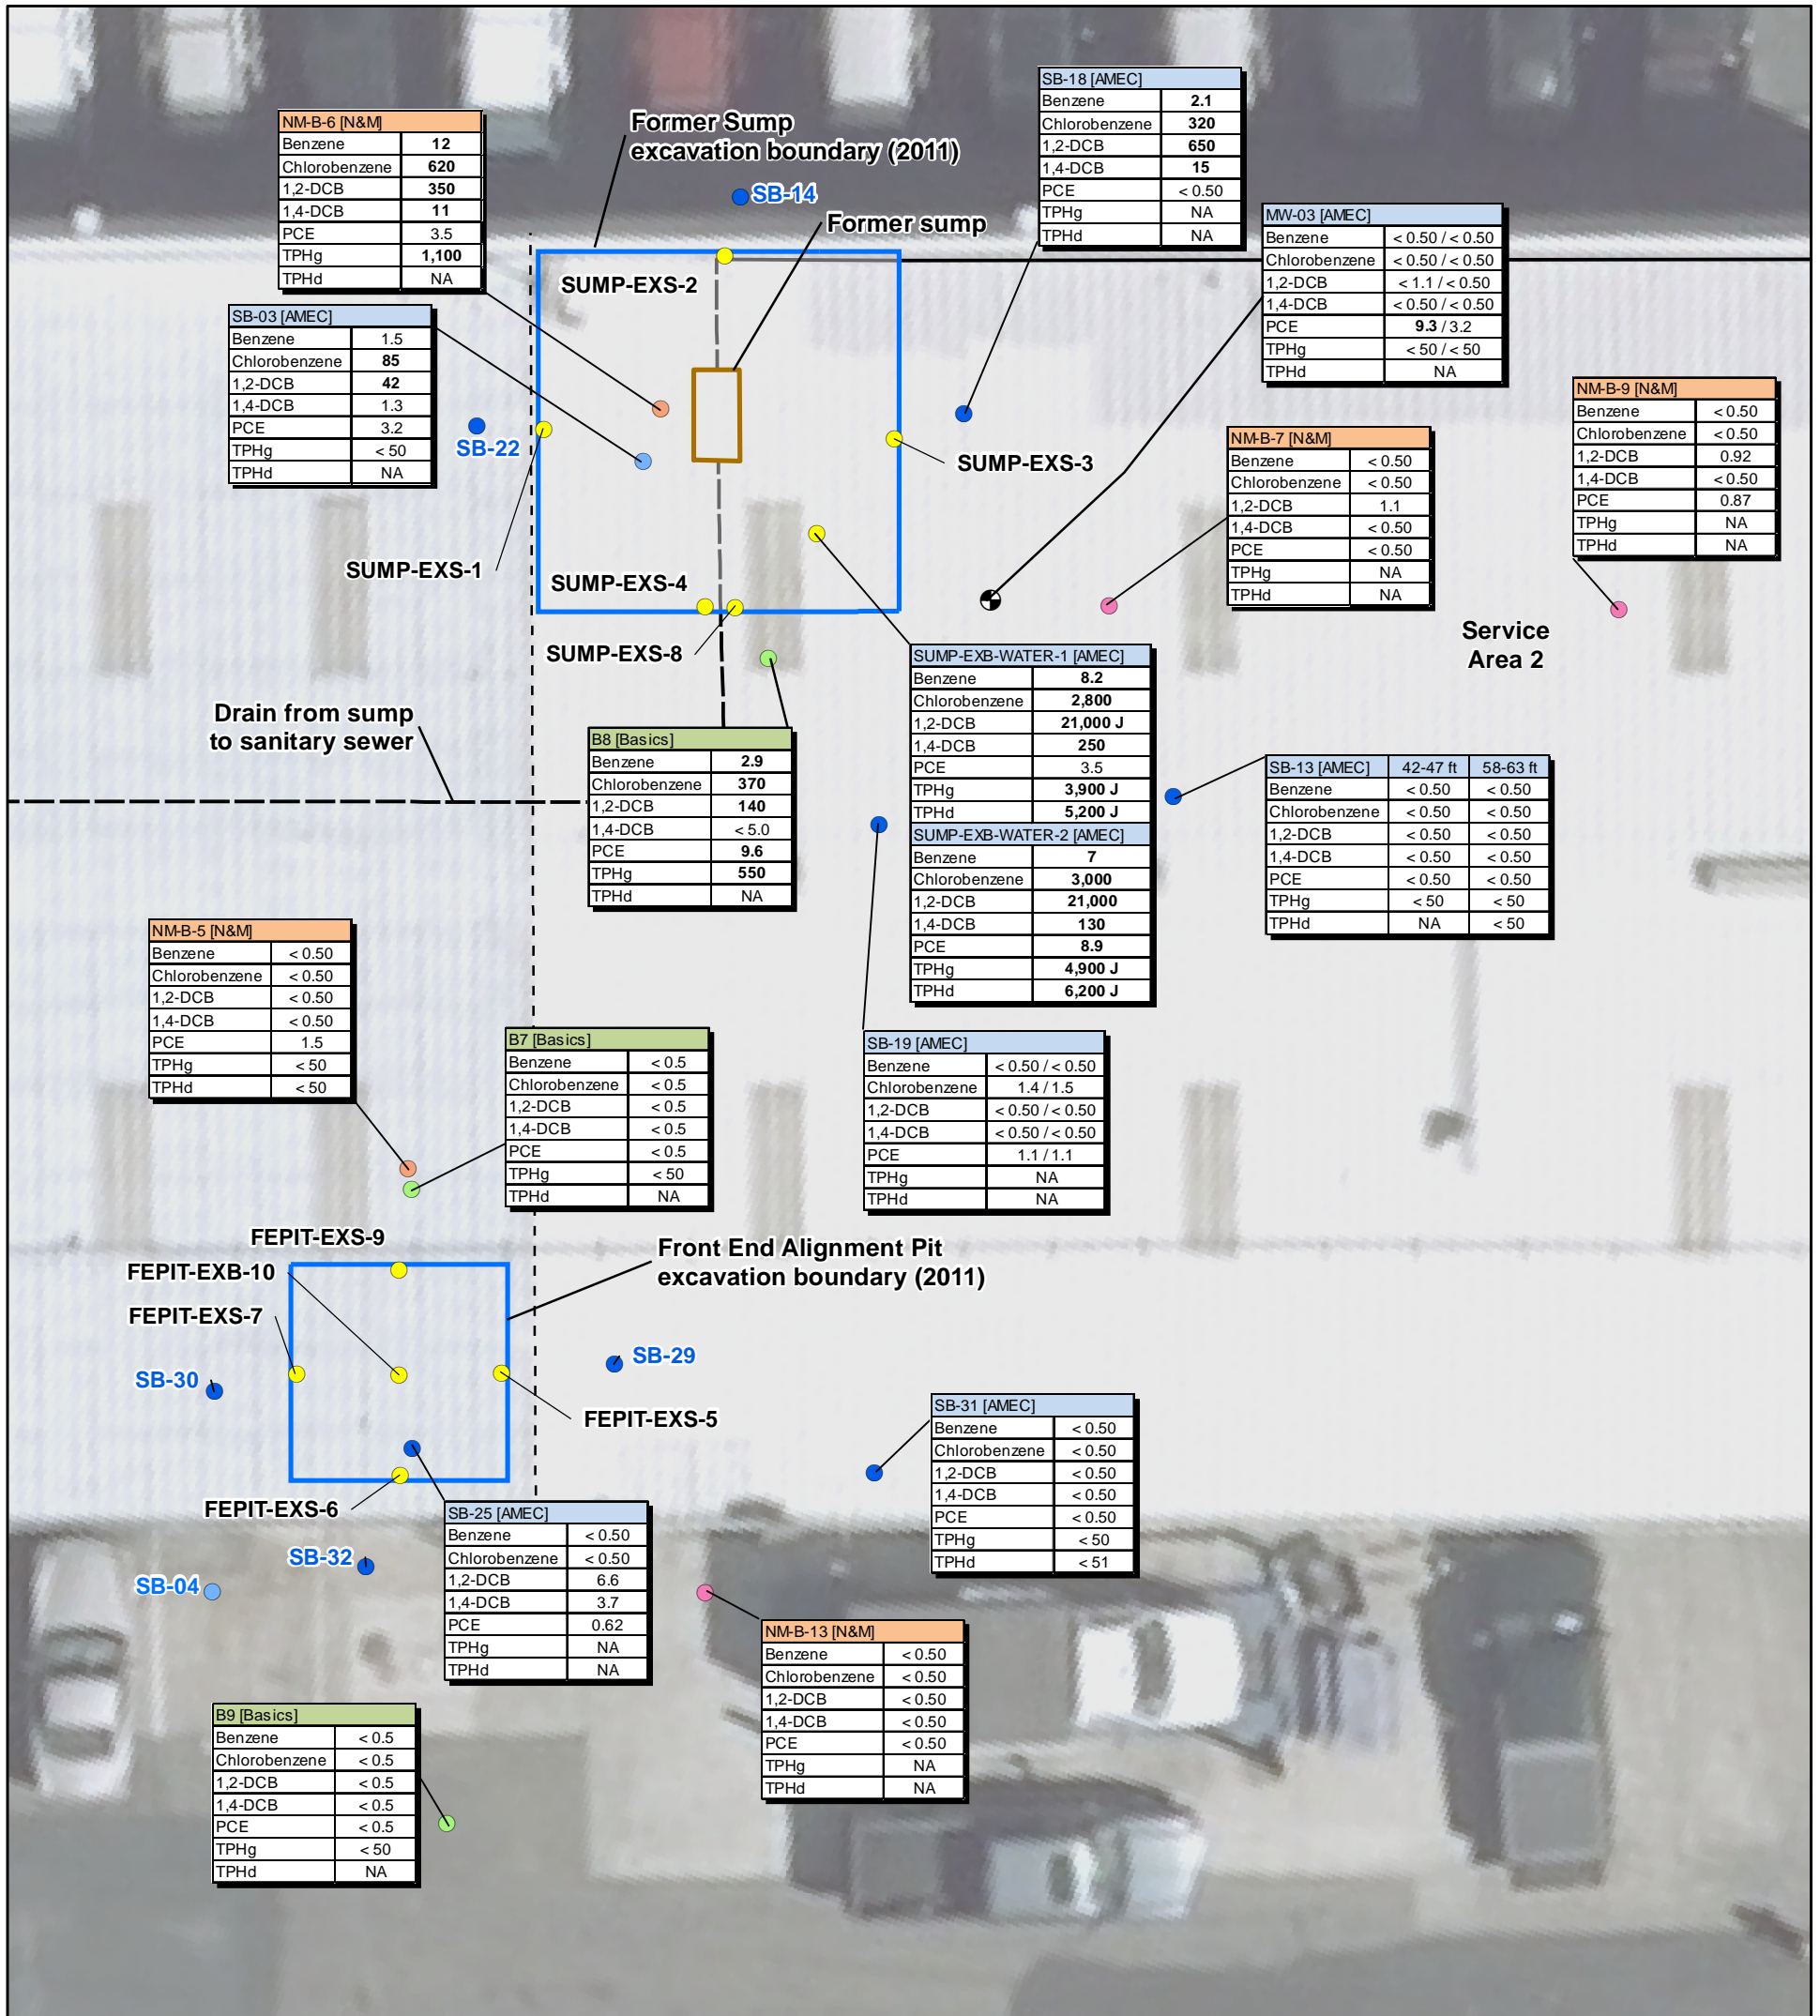 SB-18 [AMEC]
Benzene 2.1
Chlorobenzene 320
1,2-DCB 650
1,4-DCB 15
PCE < 0.50
TPHg NA
TPHd NA
NM-B-6 [N&M]
Benzene 12
Chlorobenzene 620
1,2-DCB 350
1,4-DCB 11
PCE 3.5
TPHg 1,100
TPHd NA
Former Sump
excavation boundary (2011)
SB-14
Former sump
MW-03 [AMEC]
Benzene < 0.50 / < 0.50
Chlorobenzene < 0.50 / < 0.50
1,2-DCB < 1.1 / < 0.50
1,4-DCB < 0.50 / < 0.50
PCE 9.3 / 3.2
TPHg < 50 / < 50
TPHd NA
SUMP-EXS-2
SB-03 [AMEC]
Benzene 1.5
Chlorobenzene 85
1,2-DCB 42
1,4-DCB 1.3
PCE 3.2
TPHg < 50
TPHd NA
SB-22
SUMP-EXS-3
NM-B-9 [N&M]
Benzene < 0.50
Chlorobenzene < 0.50
1,2-DCB 0.92
1,4-DCB < 0.50
PCE 0.87
TPHg NA
TPHd NA
NM-B-7 [N&M]
Benzene < 0.50
Chlorobenzene < 0.50
1,2-DCB 1.1
1,4-DCB < 0.50
PCE < 0.50
TPHg NA
TPHd NA
SUMP-EXS-1
SUMP-EXS-4
SUMP-EXS-8
Service
Area 2
SUMP-EXB-WATER-1 [AMEC]
Benzene 8.2
Chlorobenzene 2,800
1,2-DCB 21,000 J
1,4-DCB 250
PCE 3.5
TPHg 3,900 J
TPHd 5,200 J
SUMP-EXB-WATER-2 [AMEC]
Benzene 7
Chlorobenzene 3,000
1,2-DCB 21,000
1,4-DCB 130
PCE 8.9
TPHg 4,900 J
TPHd 6,200 J
Drain from sump
to sanitary sewer
B8 [Basics]
Benzene 2.9
Chlorobenzene 370
1,2-DCB 140
1,4-DCB < 5.0
PCE 9.6
TPHg 550
TPHd NA
SB-13 [AMEC] 42-47 ft 58-63 ft
Benzene < 0.50 < 0.50
Chlorobenzene < 0.50 < 0.50
1,2-DCB < 0.50 < 0.50
1,4-DCB < 0.50 < 0.50
PCE < 0.50 < 0.50
TPHg < 50 < 50
TPHd NA < 50
NM-B-5 [N&M]
Benzene < 0.50
Chlorobenzene < 0.50
1,2-DCB < 0.50
1,4-DCB < 0.50
PCE 1.5
TPHg < 50
TPHd < 50
B7 [Basics]
Benzene < 0.5
Chlorobenzene < 0.5
1,2-DCB < 0.5
1,4-DCB < 0.5
PCE < 0.5
TPHg < 50
TPHd NA
SB-19 [AMEC]
Benzene < 0.50 / < 0.50
Chlorobenzene 1.4 / 1.5
1,2-DCB < 0.50 / < 0.50
1,4-DCB < 0.50 / < 0.50
PCE 1.1 / 1.1
TPHg NA
TPHd NA
FEPIT-EXS-9
FEPIT-EXB-10
FEPIT-EXS-7
Front End Alignment Pit
excavation boundary (2011)
SB-30
SB-29
FEPIT-EXS-5
FEPIT-EXS-6
SB-31 [AMEC]
Benzene < 0.50
Chlorobenzene < 0.50
1,2-DCB < 0.50
1,4-DCB < 0.50
PCE < 0.50
TPHg < 50
TPHd < 51
SB-25 [AMEC]
Benzene < 0.50
Chlorobenzene < 0.50
1,2-DCB 6.6
1,4-DCB 3.7
PCE 0.62
TPHg NA
TPHd NA
SB-32
SB-04
NM-B-13 [N&M]
Benzene < 0.50
Chlorobenzene < 0.50
1,2-DCB < 0.50
1,4-DCB < 0.50
PCE < 0.50
TPHg NA
TPHd NA
B9 [Basics]
Benzene < 0.5
Chlorobenzene < 0.5
1,2-DCB < 0.5
1,4-DCB < 0.5
PCE < 0.5
TPHg < 50
TPHd NA